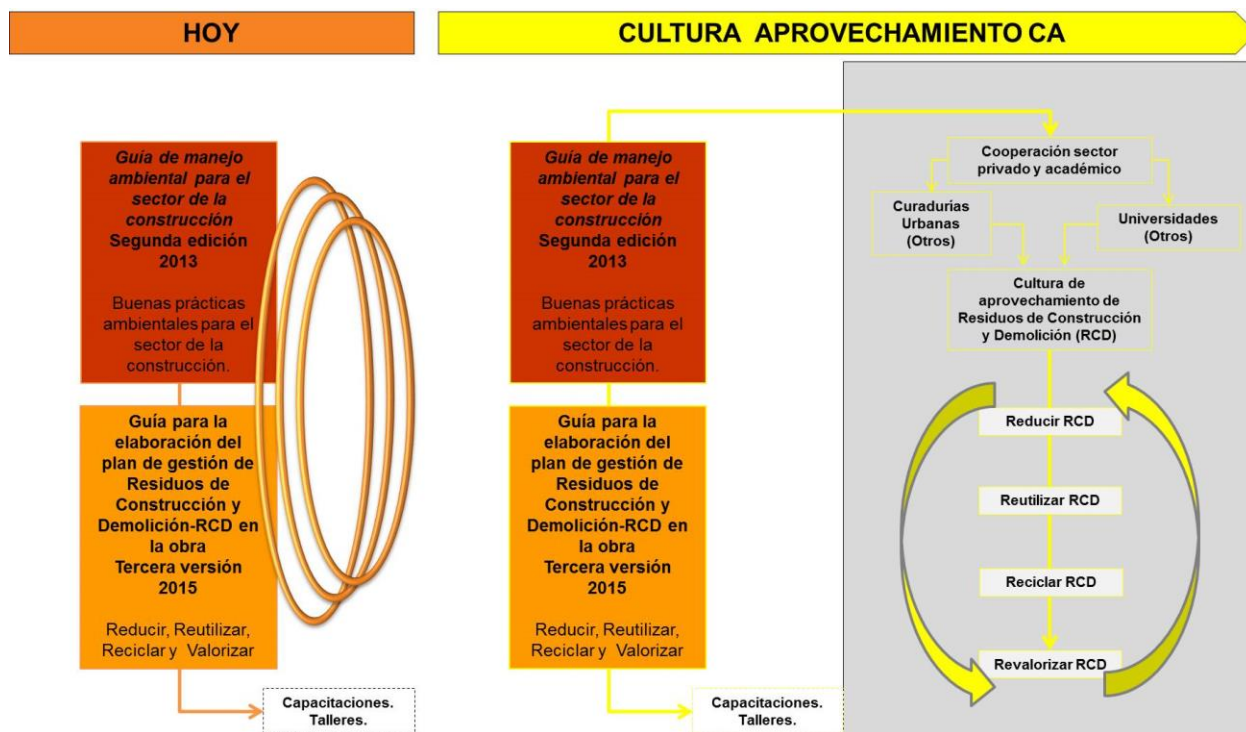 HOY
Guía de manejo
ambiental para el
sector de la
construcción
Segunda edición
2013
Buenas prácticas
ambientales para el
sector de la
construcción.
Guía para la
elaboración del
plan de gestión de
Residuos de
Construcción y
Demolición-RCD en
la obra
Tercera versión
2015
Reducir, Reutilizar,
Reciclar y Valorizar
Capacitaciones.
Talleres.
CULTURA APROVECHAMIENTO CA
Guía de manejo
ambiental para el
sector de la
construcción
Segunda edición
2013
Buenas prácticas
ambientales para el
sector de la
construcción.
Guía para la
elaboración del
plan de gestión de
Residuos de
Construcción y
Demolición-RCD en
la obra
Tercera versión
2015
Reducir, Reutilizar,
Reciclar y Valorizar
Capacitaciones.
Talleres.
Cooperación sector
privado y académico
Curadurias
Urbanas
(Otros)
Universidades
(Otros)
Cultura de
aprovechamiento de
Residuos de Construcción
y Demolición (RCD)
Reducir RCD
Reutilizar RCD
Reciclar RCD
Revalorizar RCD